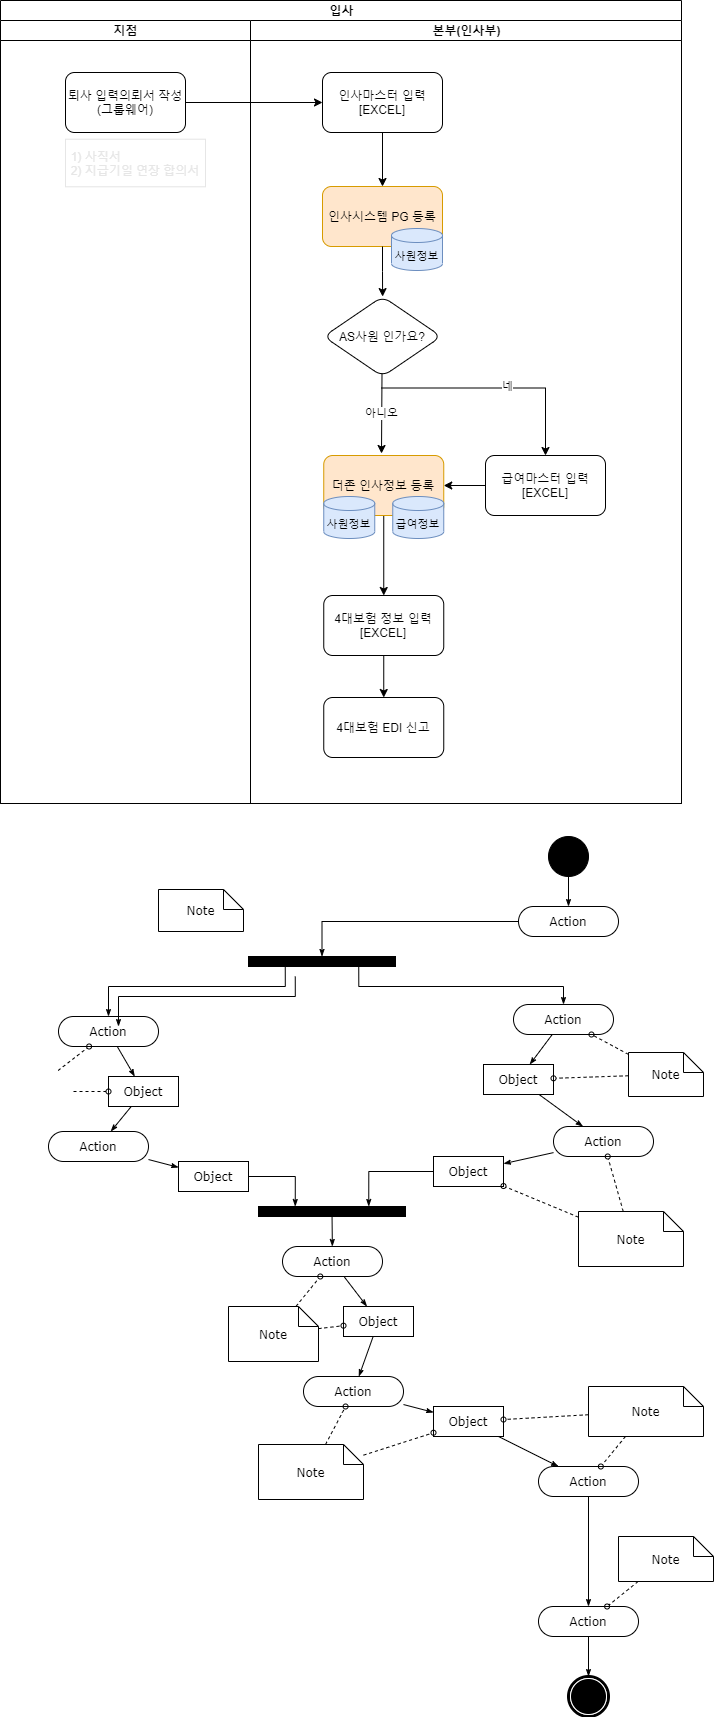 입사
지점
본부(인사부)
퇴사 입력의뢰서 작성
(그룹웨어)
인사마스터 입력
[EXCEL]
1) 사직서
2) 지급기일 연장 합의서
인사시스템 PG 등록
사원정보
AS사원 인가요?
네
아니오
더존 인사정보 등록
사원정보
급여정보
급여마스터 입력
[EXCEL]
4대보험 정보 입력
[EXCEL]
4대보험 EDI 신고
Note
Action
Action
Action
Object
Object
Note
Action
Action
Object
Object
Note
Action
Note
Object
Action
Object
Note
Note
Action
Note
Action